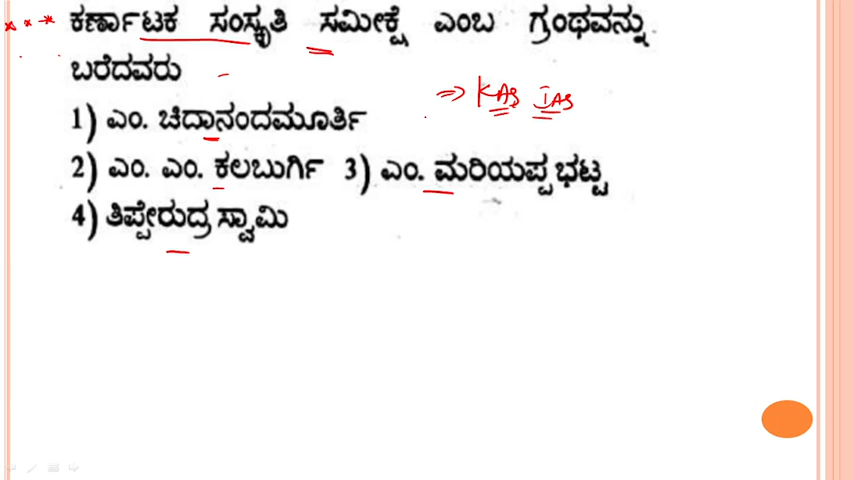 *** ಕರ್ಣಾಟಕ ಸಂಸ್ಕೃತಿ ಸಮೀಕ್ಷೆ ಎಂಬ ಗ್ರಂಥವನ್ನು
ಬರೆದವರು
⇒ KAS IAS
1) ಎಂ. ಚಿದಾನಂದಮೂರ್ತಿ
2) ಎಂ. ಎಂ. ಕಲಬುರ್ಗಿ 3) ಎಂ. ಮರಿಯಪ್ಪ ಭಟ್ಟ
4) ತಿಪ್ಪೇರುದ್ರ ಸ್ವಾಮಿ